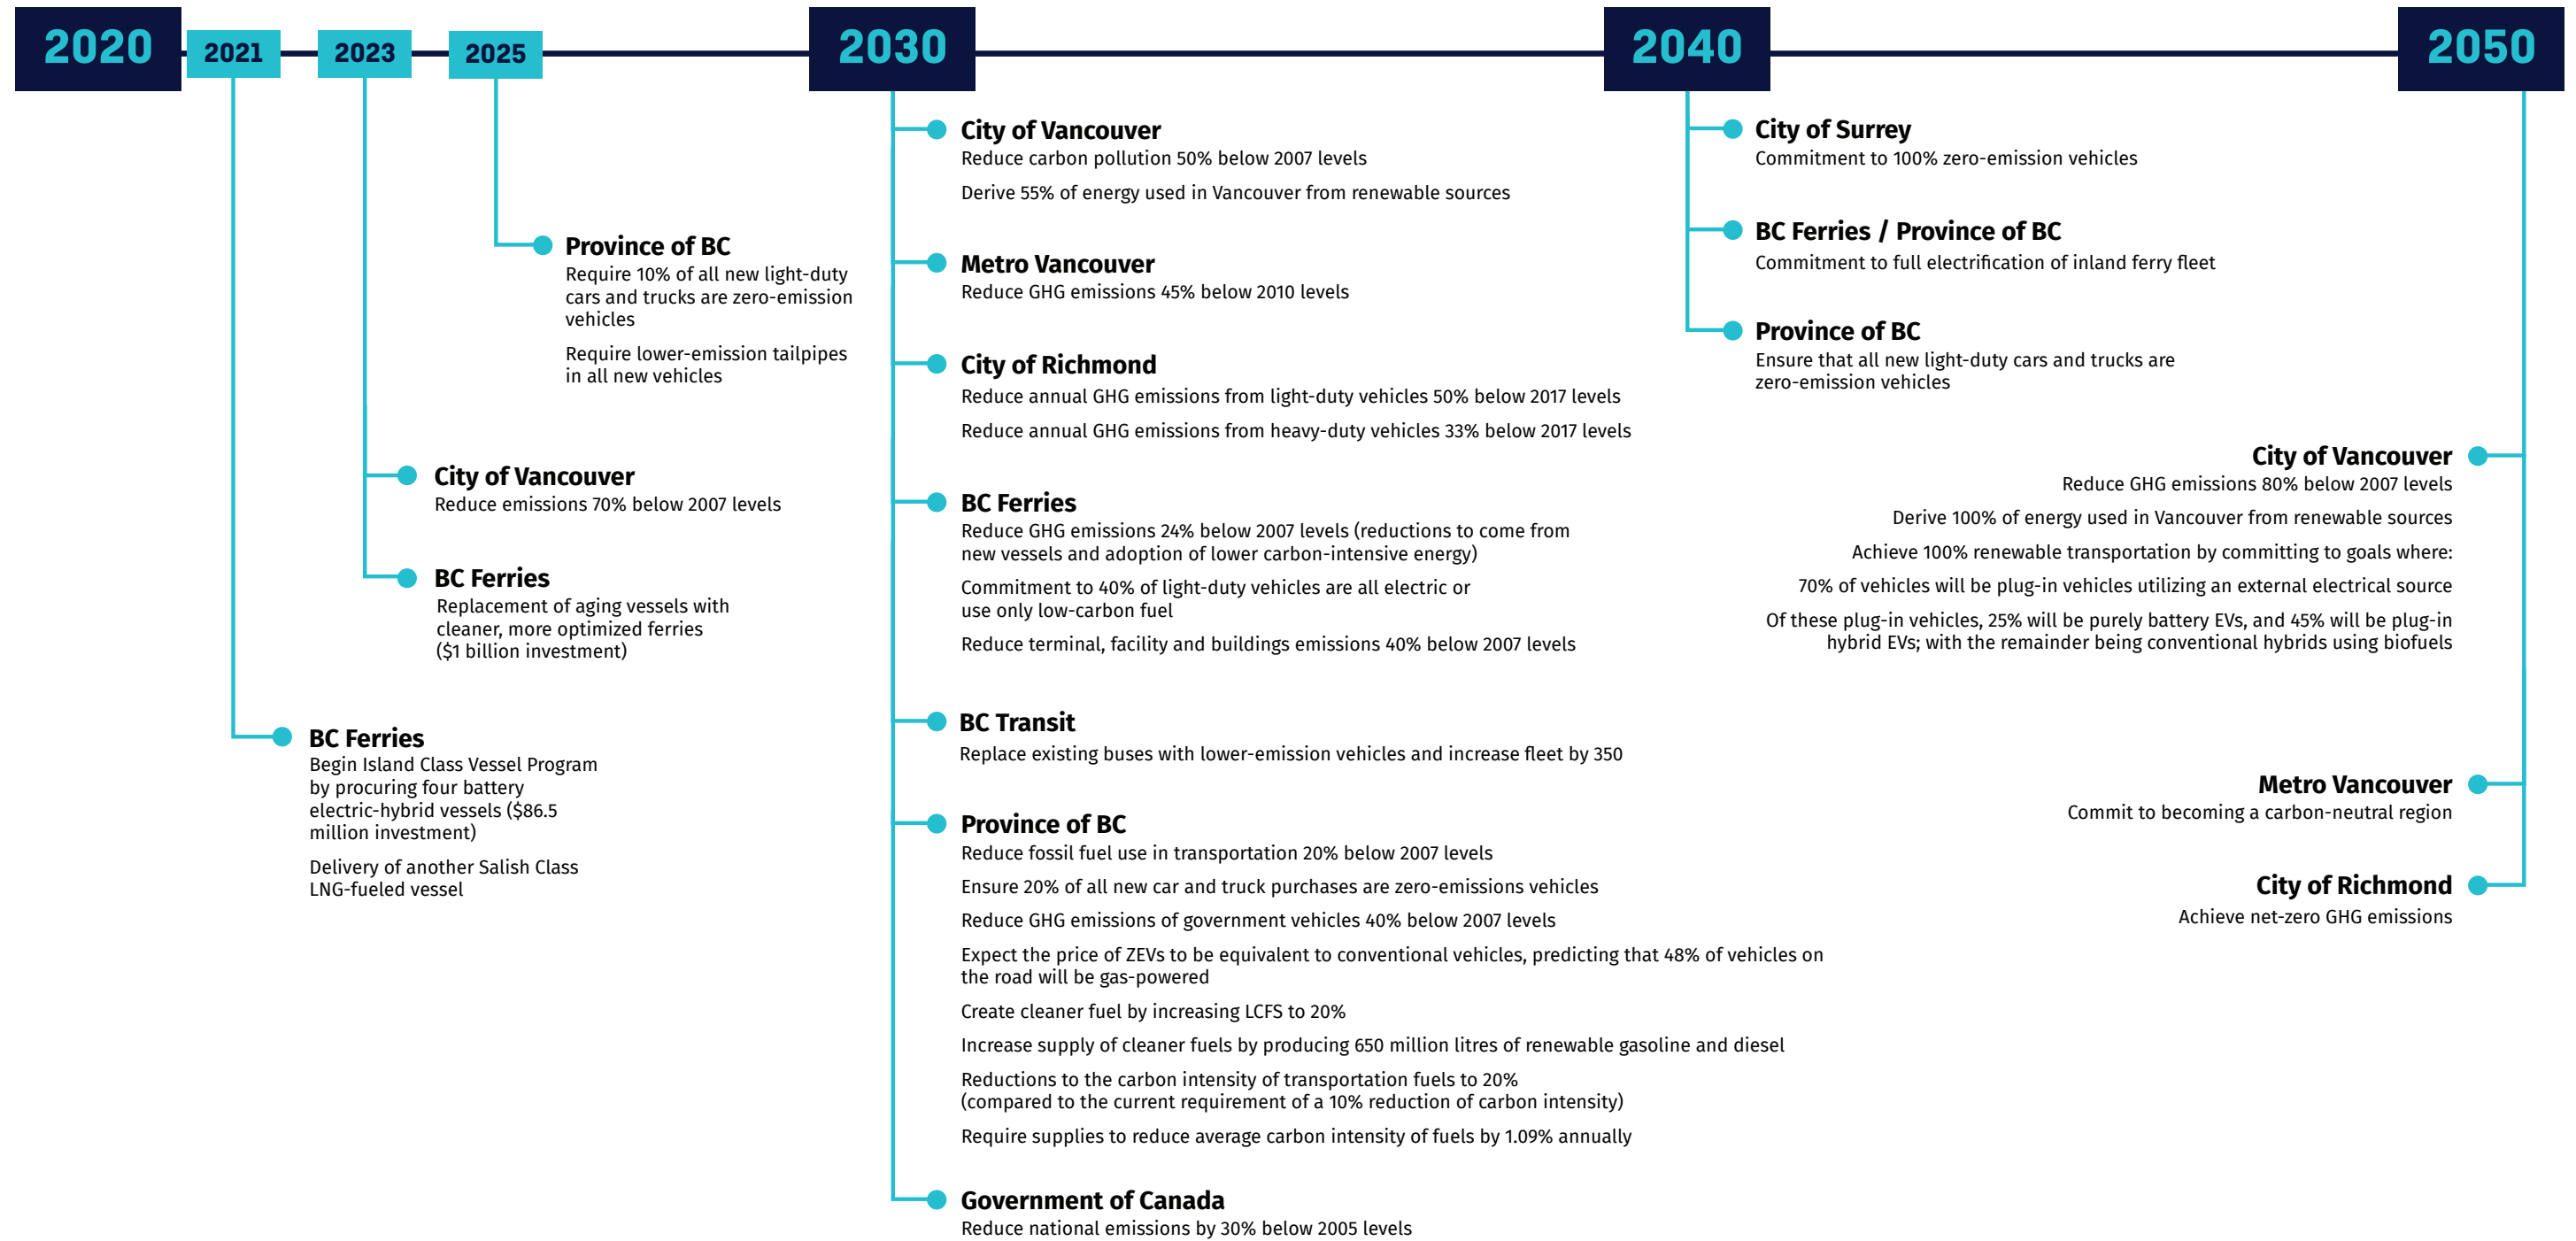 2020
2021
2023
2025
2030
2040
2050
BC Ferries
Begin Island Class Vessel Program
by procuring four battery
electric-hybrid vessels ($86.5
million investment)
Delivery of another Salish Class
LNG-fueled vessel
City of Vancouver
Reduce emissions 70% below 2007 levels
BC Ferries
Replacement of aging vessels with
cleaner, more optimized ferries
($1 billion investment)
Province of BC
Require 10% of all new light-duty
cars and trucks are zero-emission
vehicles
Require lower-emission tailpipes
in all new vehicles
City of Vancouver
Reduce carbon pollution 50% below 2007 levels
Derive 55% of energy used in Vancouver from renewable sources
Metro Vancouver
Reduce GHG emissions 45% below 2010 levels
City of Richmond
Reduce annual GHG emissions from light-duty vehicles 50% below 2017 levels
Reduce annual GHG emissions from heavy-duty vehicles 33% below 2017 levels
BC Ferries
Reduce GHG emissions 24% below 2007 levels (reductions to come from
new vessels and adoption of lower carbon-intensive energy)
Commitment to 40% of light-duty vehicles are all electric or
use only low-carbon fuel
Reduce terminal, facility and buildings emissions 40% below 2007 levels
BC Transit
Replace existing buses with lower-emission vehicles and increase fleet by 350
Province of BC
Reduce fossil fuel use in transportation 20% below 2007 levels
Ensure 20% of all new car and truck purchases are zero-emissions vehicles
Reduce GHG emissions of government vehicles 40% below 2007 levels
Expect the price of ZEVs to be equivalent to conventional vehicles, predicting that 48% of vehicles on
the road will be gas-powered
Create cleaner fuel by increasing LCFS to 20%
Increase supply of cleaner fuels by producing 650 million litres of renewable gasoline and diesel
Reductions to the carbon intensity of transportation fuels to 20%
(compared to the current requirement of a 10% reduction of carbon intensity)
Require supplies to reduce average carbon intensity of fuels by 1.09% annually
Government of Canada
Reduce national emissions by 30% below 2005 levels
City of Surrey
Commitment to 100% zero-emission vehicles
BC Ferries / Province of BC
Commitment to full electrification of inland ferry fleet
Province of BC
Ensure that all new light-duty cars and trucks are
zero-emission vehicles
City of Vancouver
Reduce GHG emissions 80% below 2007 levels
Derive 100% of energy used in Vancouver from renewable sources
Achieve 100% renewable transportation by committing to goals where:
70% of vehicles will be plug-in vehicles utilizing an external electrical source
Of these plug-in vehicles, 25% will be purely battery EVs, and 45% will be plug-in
hybrid EVs; with the remainder being conventional hybrids using biofuels
Metro Vancouver
Commit to becoming a carbon-neutral region
City of Richmond
Achieve net-zero GHG emissions